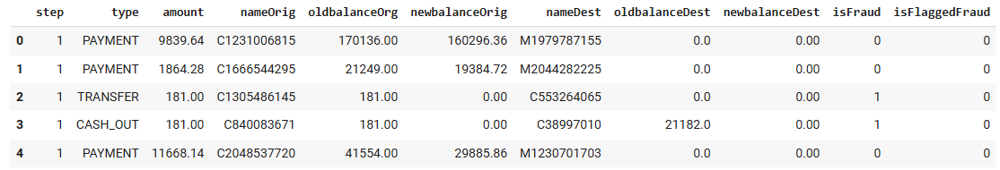 step type amount nameOrig oldbalanceOrg newbalanceOrig nameDest oldbalanceDest newbalanceDest isFraud isFlaggedFraud
0 1 PAYMENT 9839.64 C1231006815 170136.00 160296.36 M1979787155 0.0 0.00 0 0
1 1 PAYMENT 1864.28 C1666544295 21249.00 19384.72 M2044282225 0.0 0.00 0 0
2 1 TRANSFER 181.00 C1305486145 181.00 0.00 C553264065 0.0 0.00 1 0
3 1 CASH_OUT 181.00 C840083671 181.00 0.00 C38997010 21182.0 0.00 1 0
4 1 PAYMENT 11668.14 C2048537720 41554.00 29885.86 M1230701703 0.0 0.00 0 0